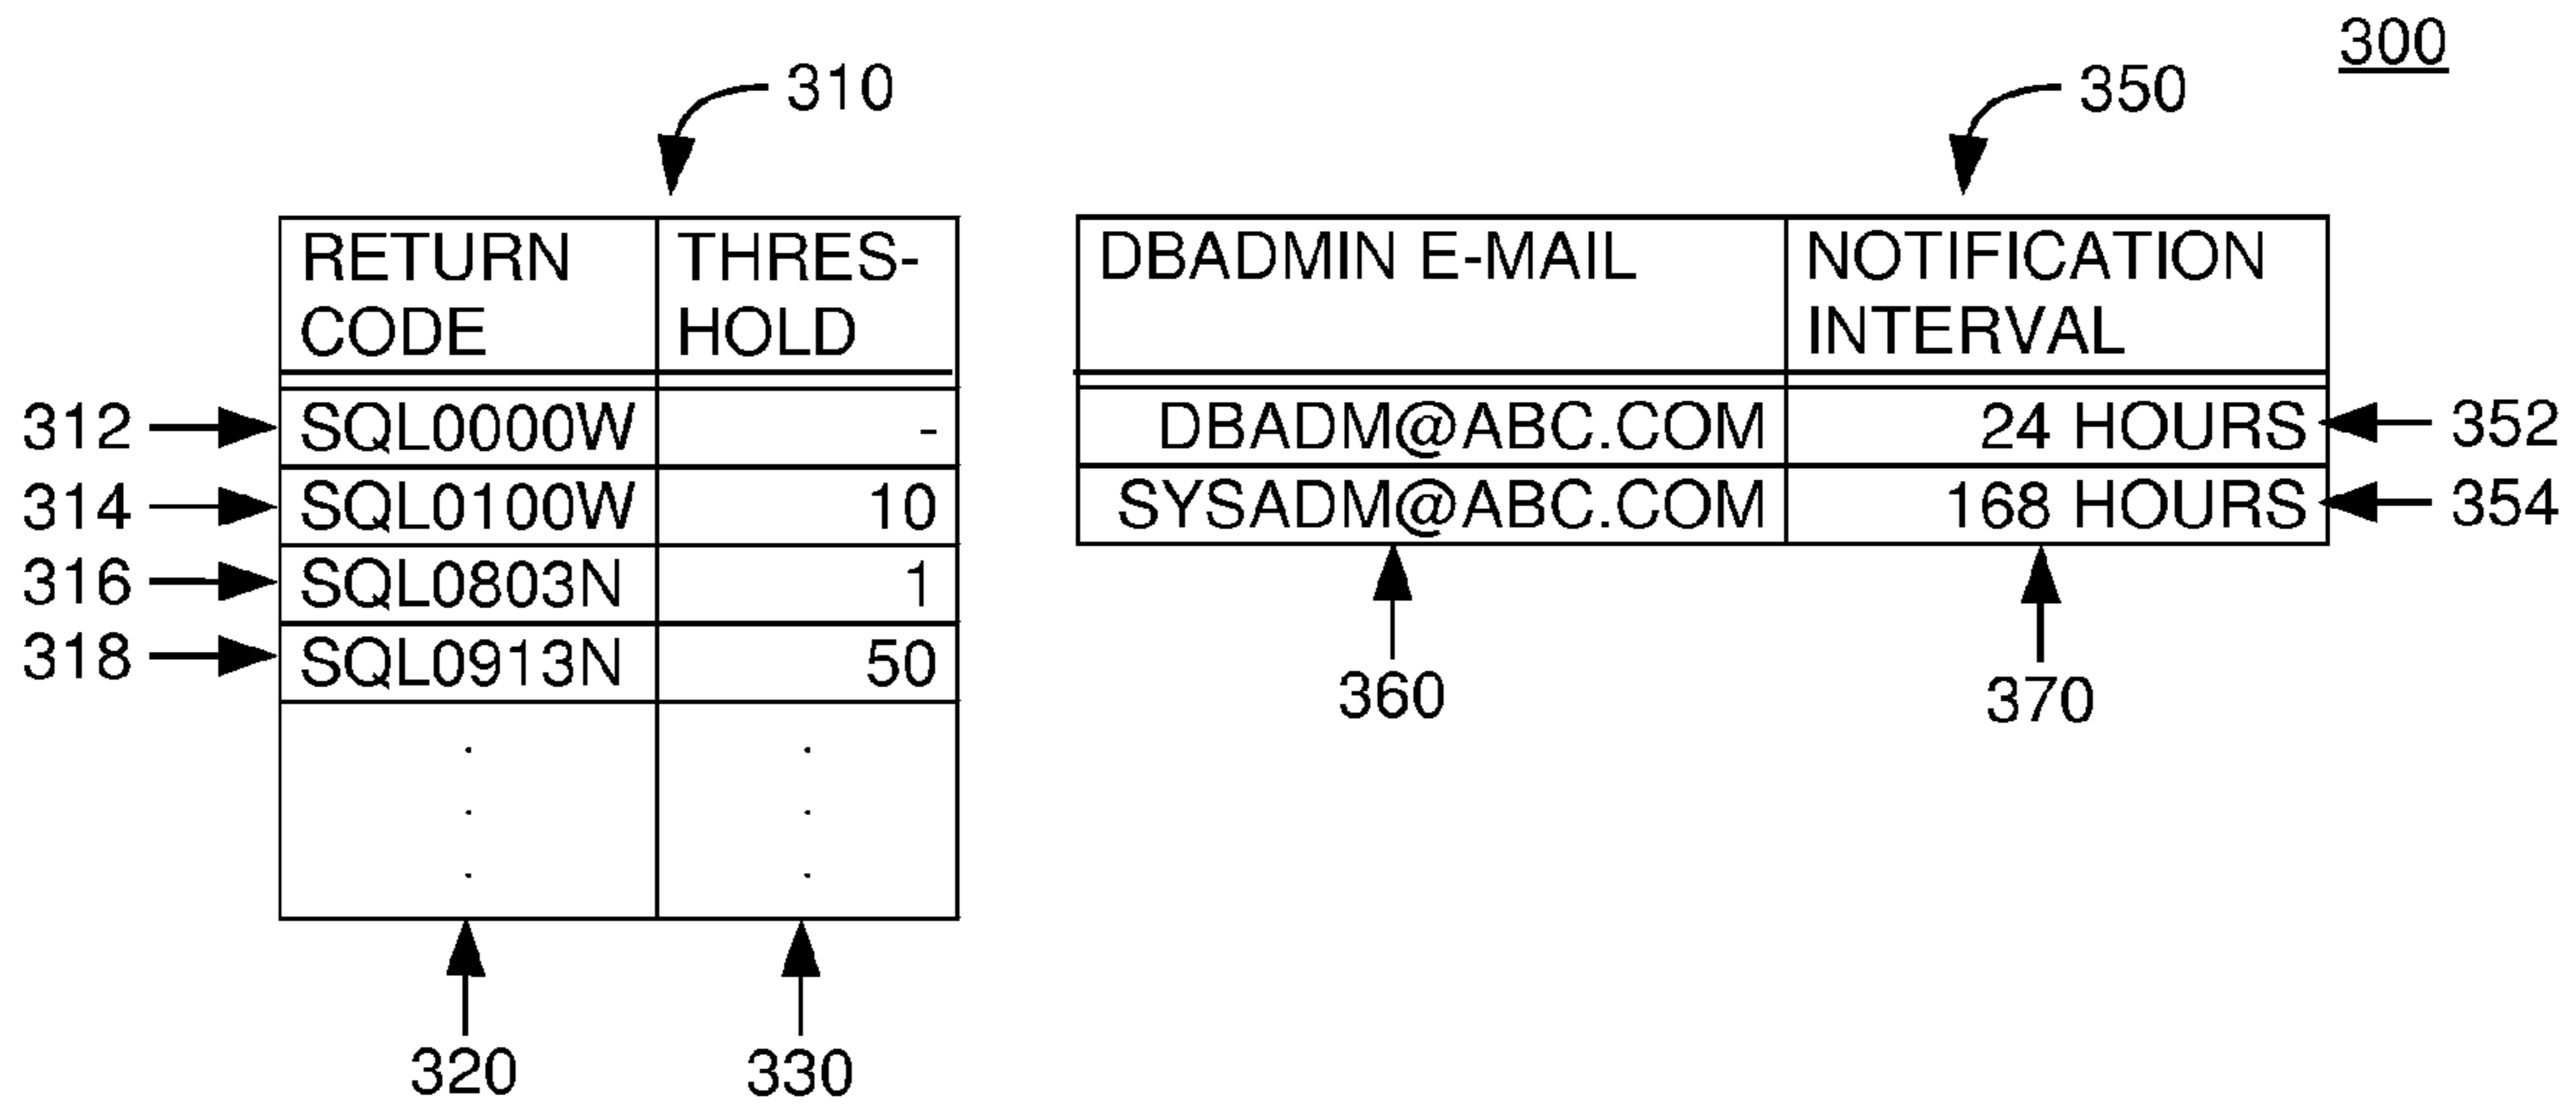 300
310
350
RETURN CODE THRES-HOLD
DBADMIN E-MAIL NOTIFICATION INTERVAL
312 SQL0000W -
314 SQL0100W 10
316 SQL0803N 1
318 SQL0913N 50
. .
. .
. .
DBADM@ABC.COM 24 HOURS 352
SYSADM@ABC.COM 168 HOURS 354
360 370
320 330